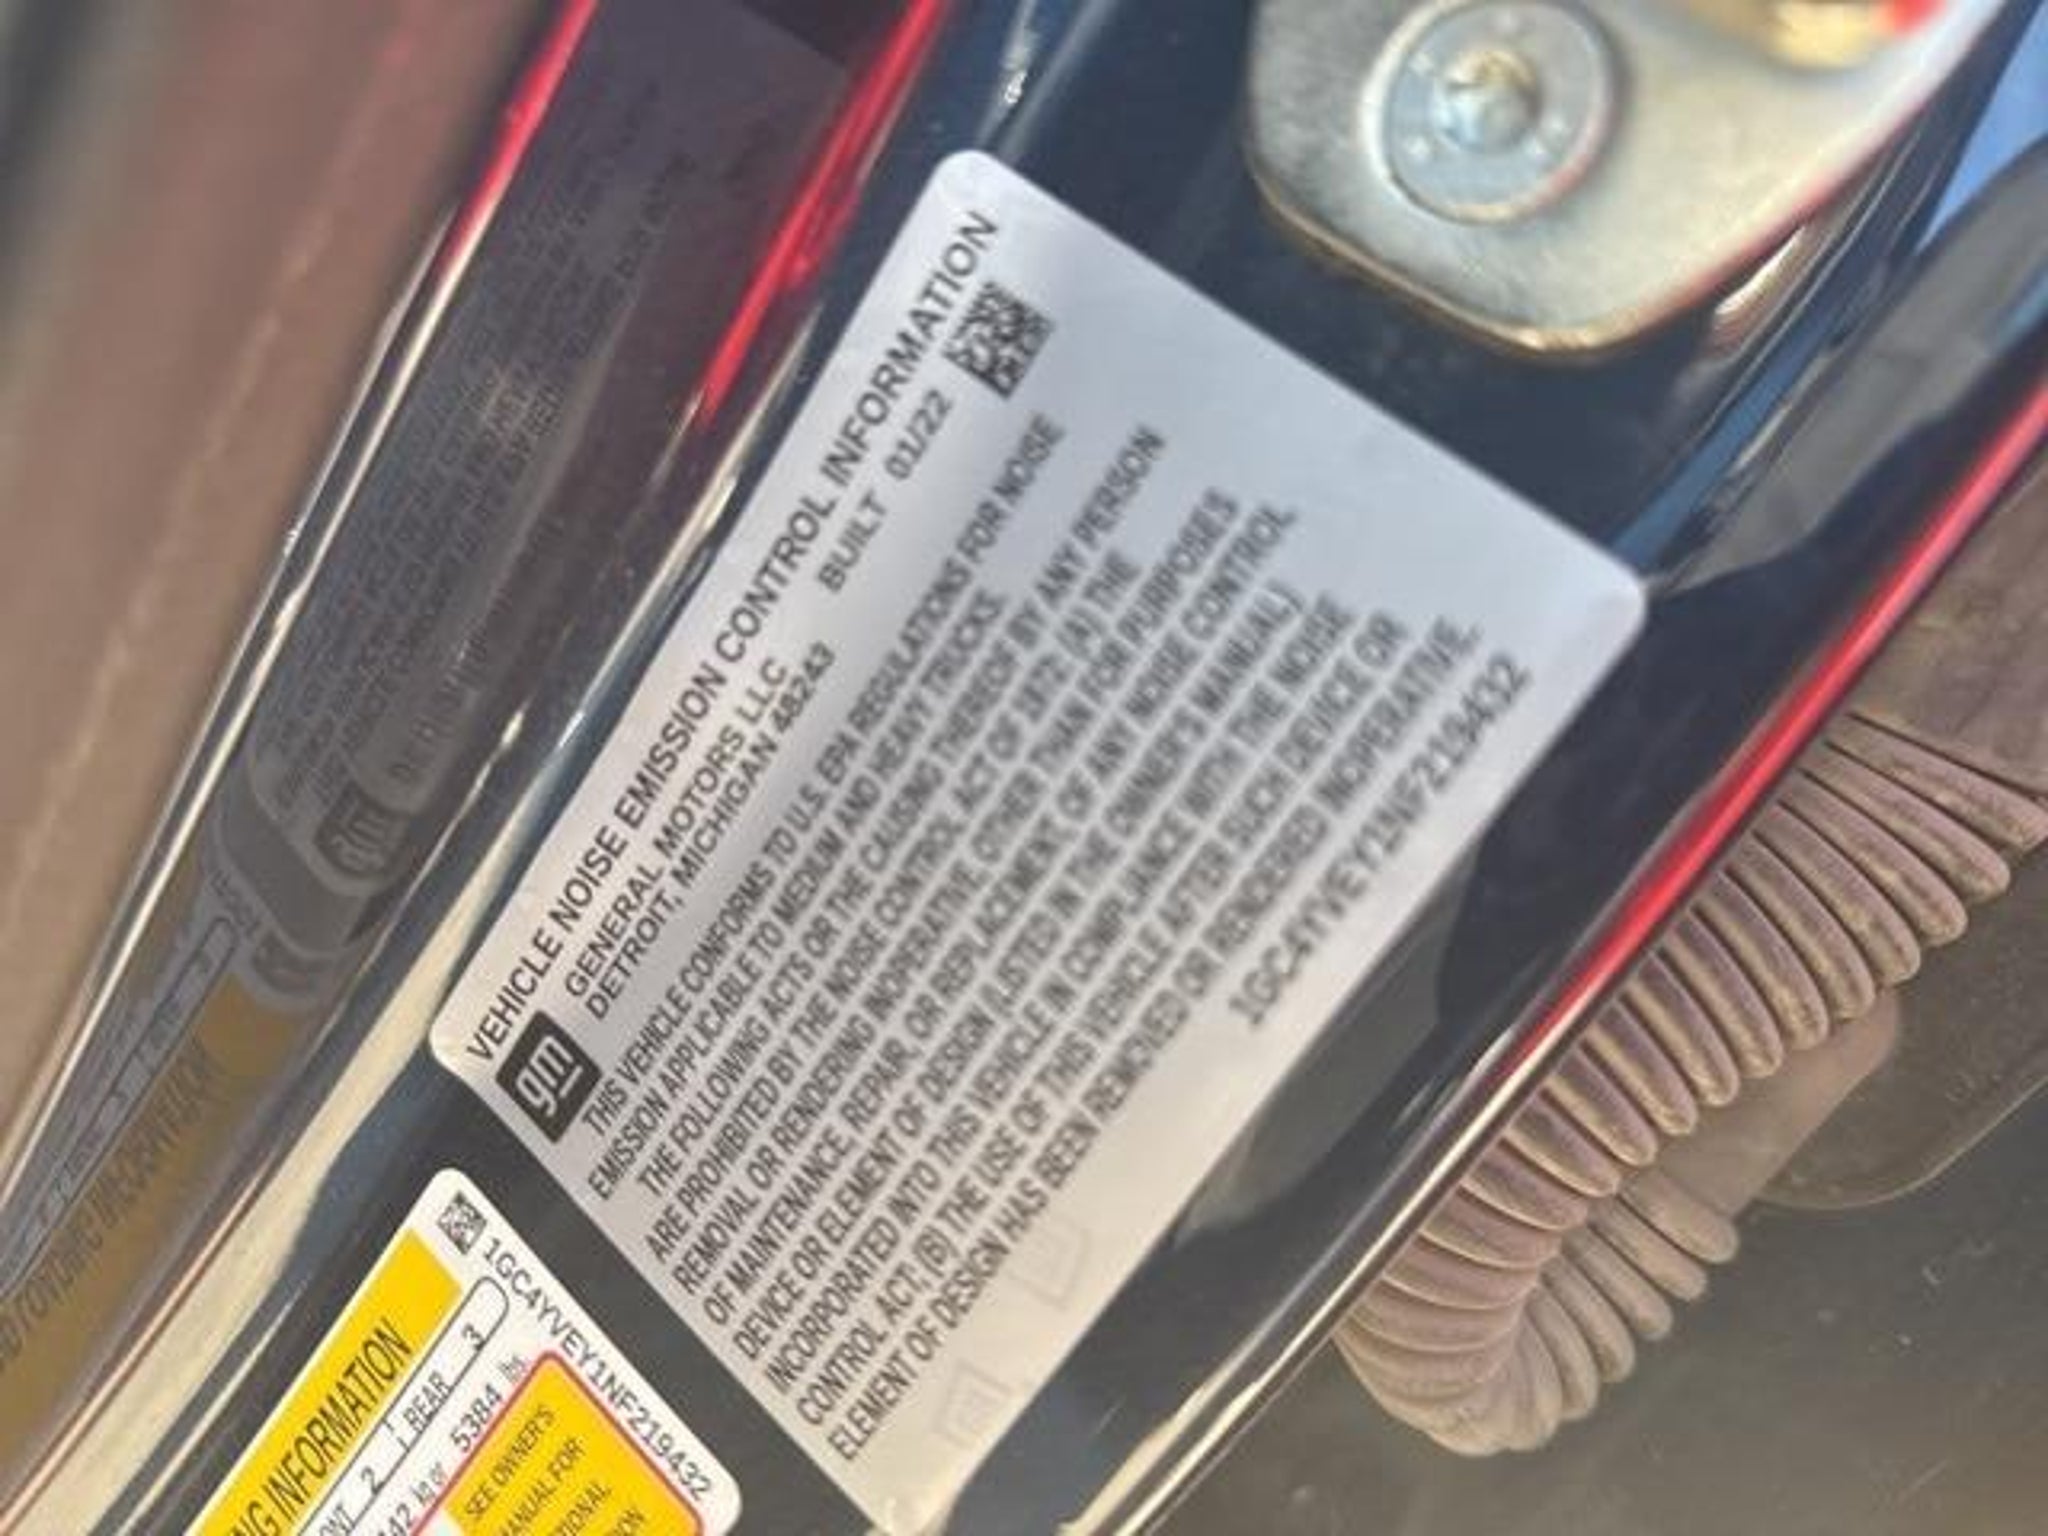 VEHICLE NOISE EMISSION CONTROL INFORMATION
gm
GENERAL MOTORS LLC
DETROIT, MICHIGAN 48243
BUILT 01/22
THIS VEHICLE CONFORMS TO U.S. EPA REGULATIONS FOR NOISE
EMISSION APPLICABLE TO MEDIUM AND HEAVY TRUCKS.
THE FOLLOWING ACTS OR THE CAUSING THEREOF BY ANY PERSON
ARE PROHIBITED BY THE NOISE CONTROL ACT OF 1972: (A) THE
REMOVAL OR RENDERING INOPERATIVE, OTHER THAN FOR PURPOSES
OF MAINTENANCE, REPAIR, OR REPLACEMENT, OF ANY NOISE CONTROL
DEVICE OR ELEMENT OF DESIGN (LISTED IN THE OWNER'S MANUAL)
INCORPORATED INTO THIS VEHICLE IN COMPLIANCE WITH THE NOISE
CONTROL ACT; (B) THE USE OF THIS VEHICLE AFTER SUCH DEVICE OR
ELEMENT OF DESIGN HAS BEEN REMOVED OR RENDERED INOPERATIVE.
1GC4YVEY1NF219432
1GC4YVEY1NF219432
INFORMATION
2 REAR 3
kg or 5384 lbs.
SEE OWNER'S
MANUAL FOR